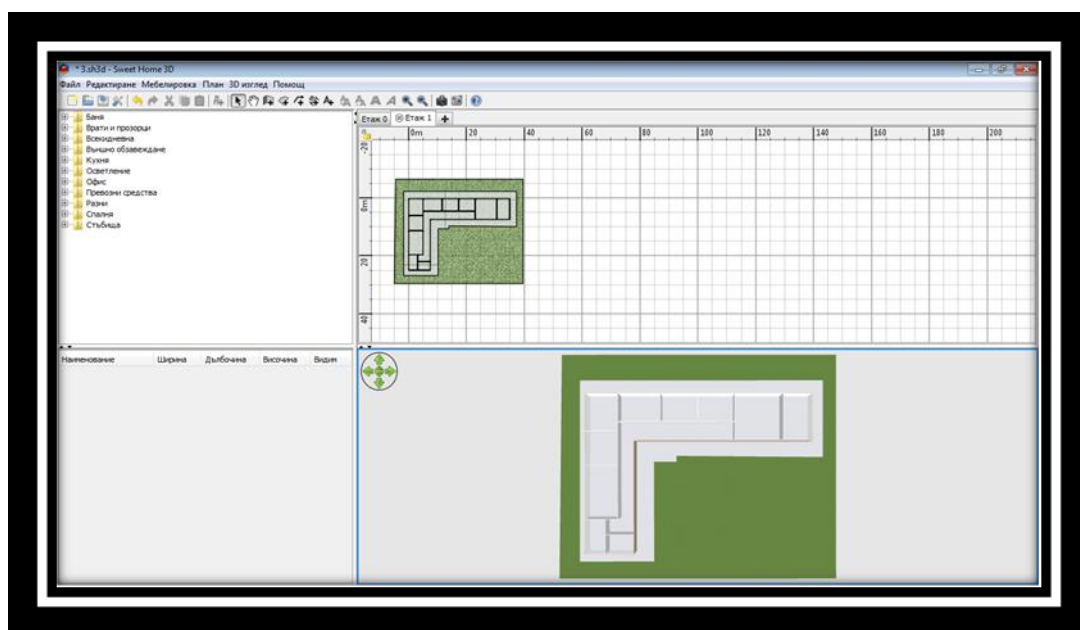 * 3.sh3d - Sweet Home 3D
Файл Редактиране Мебелировка План 3D изглед Помощ
Баня
Врати и прозорци
Всекидневна
Външно обзавеждане
Кухня
Осветление
Офис
Превозни средства
Разни
Спалня
Стълбища
Етаж 0 Етаж 1
0m 20 40 60 80 100 120 140 160 180 200
-20
0m
20
40
Наименование Ширина Дълбочина Височина Видим